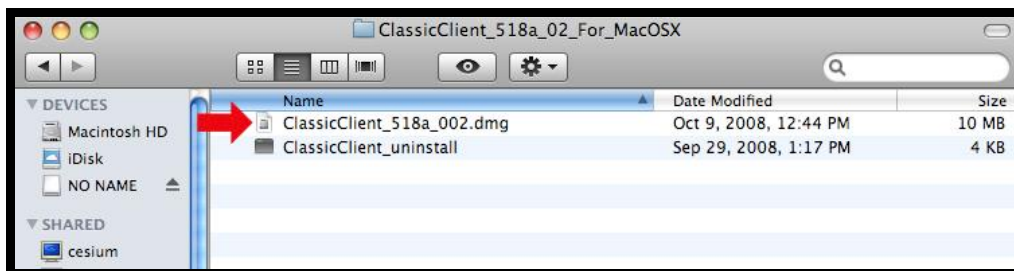 ClassicClient_518a_02_For_MacOSX
Name Date Modified Size
DEVICES
Macintosh HD
iDisk
NO NAME
SHARED
cesium
ClassicClient_518a_002.dmg Oct 9, 2008, 12:44 PM 10 MB
ClassicClient_uninstall Sep 29, 2008, 1:17 PM 4 KB